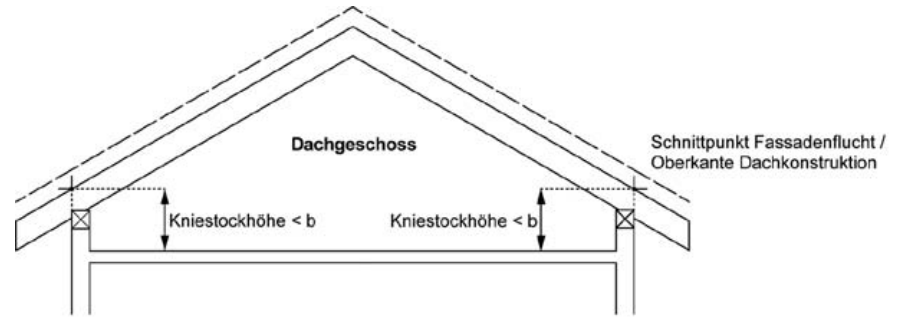 Dachgeschoss
Schnittpunkt Fassadenflucht /
Oberkante Dachkonstruktion
Kniestockhöhe < b
Kniestockhöhe < b